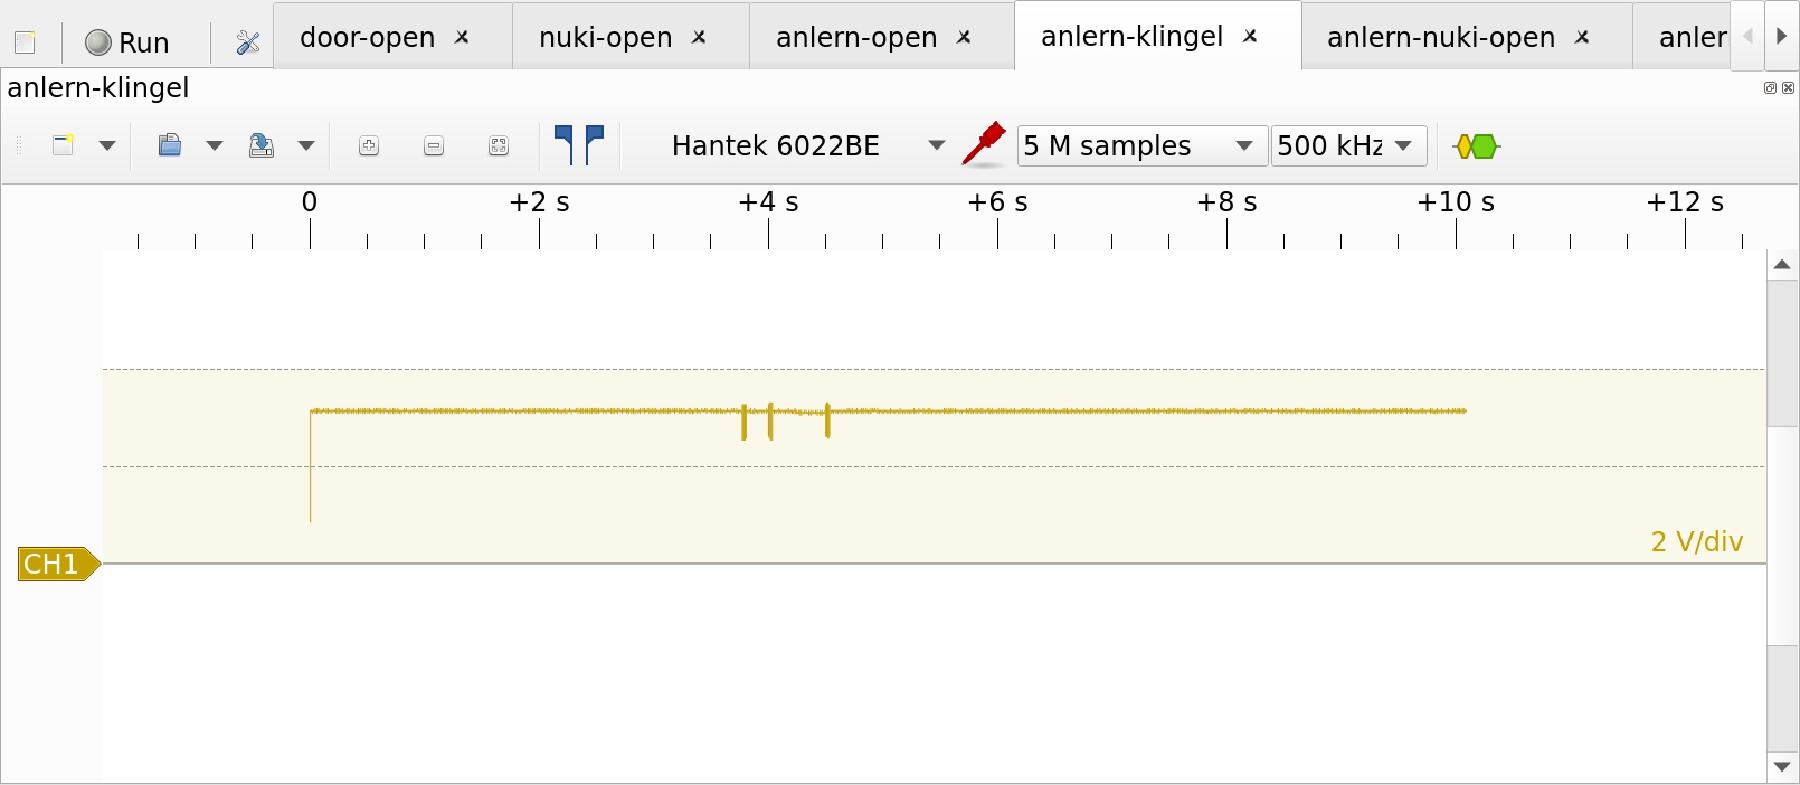 Run door-open nuki-open anlern-open anlern-klingel anlern-nuki-open anler
anlern-klingel
Hantek 6022BE 5 M samples 500 kHz
0 +2 s +4 s +6 s +8 s +10 s +12 s
2 V/div
CH1